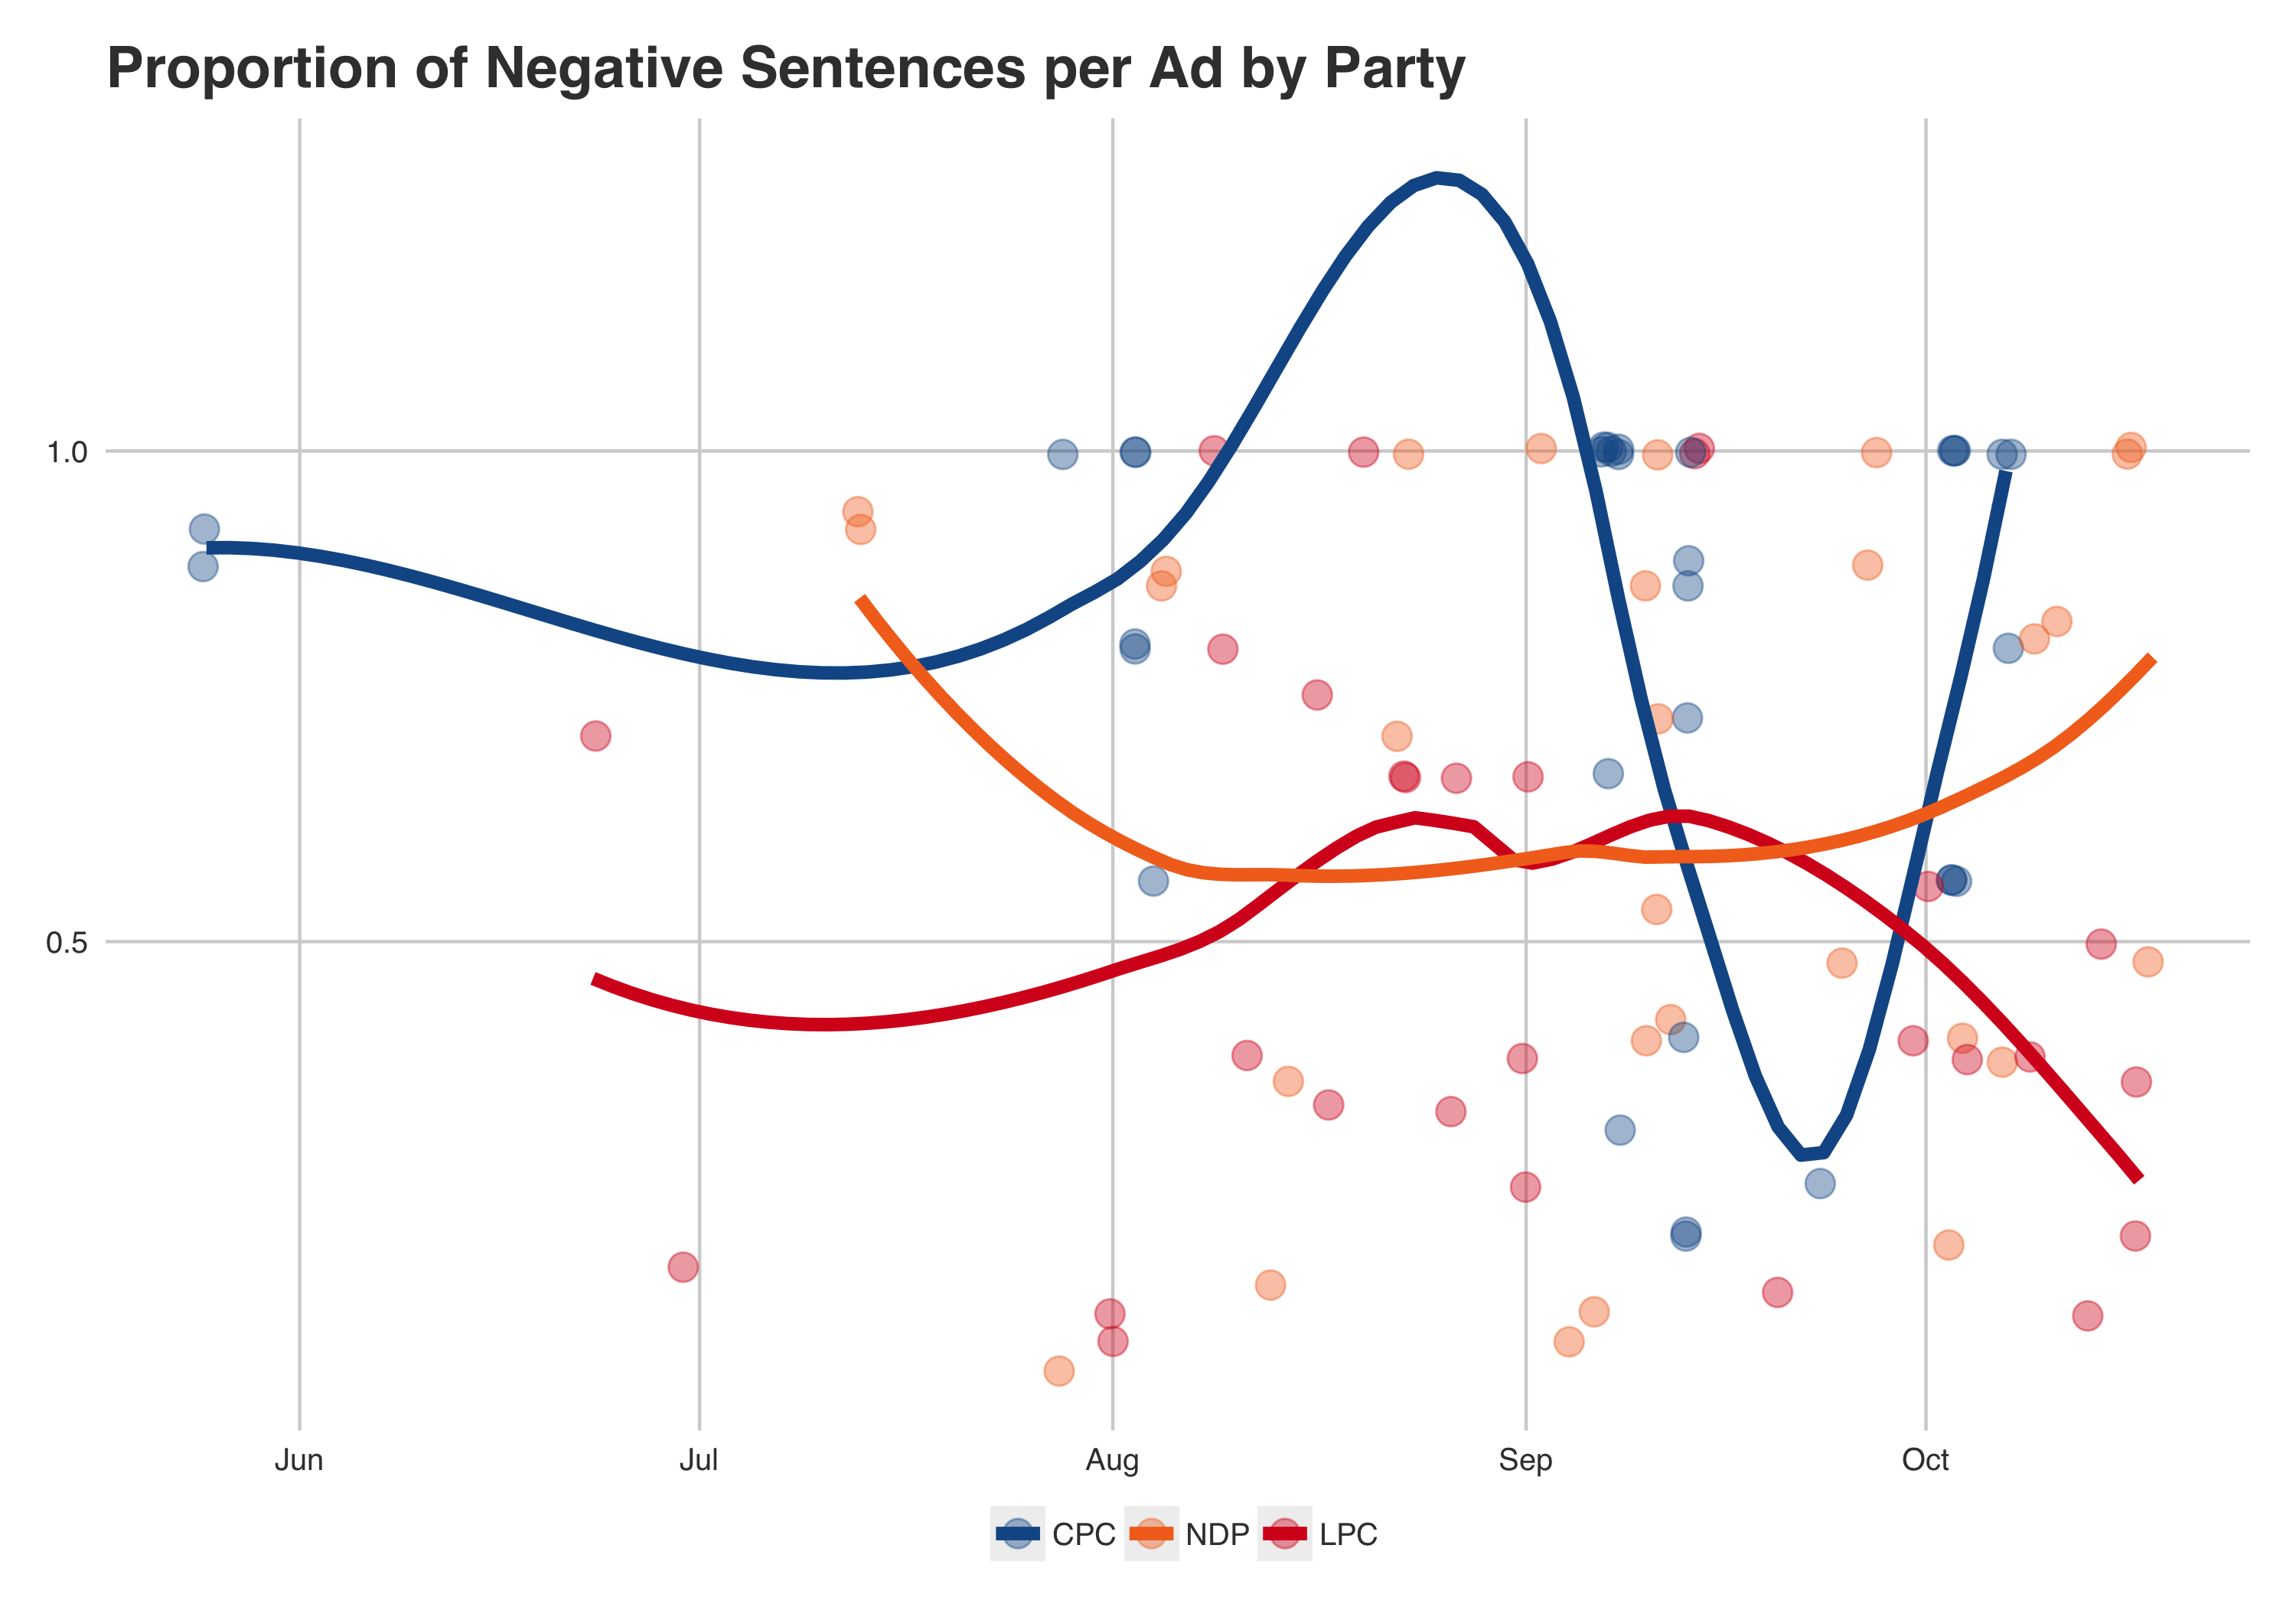 Proportion of Negative Sentences per Ad by Party
1.0
0.5
Jun Jul Aug Sep Oct
CPC NDP LPC